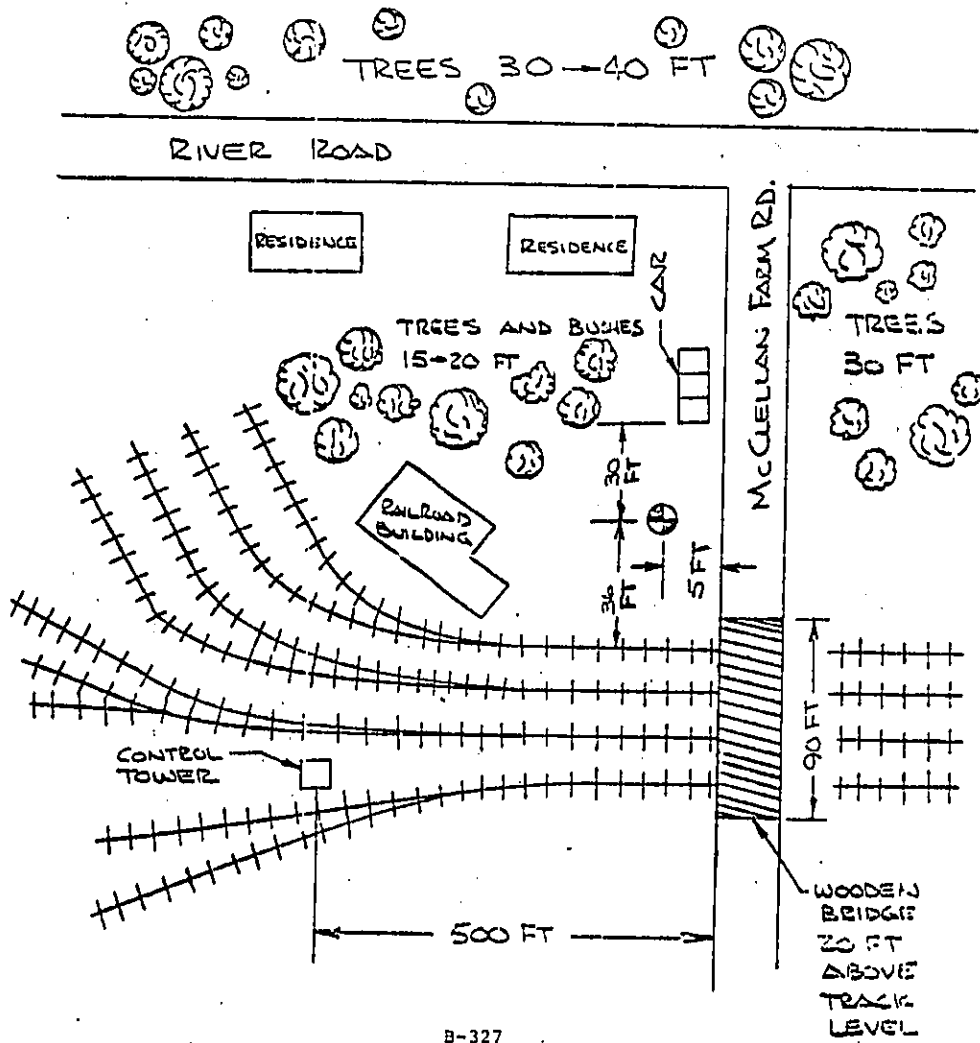 TREES 30→40 FT
RIVER ROAD
RESIDENCE
RESIDENCE
CAR
McCLELLAN FARM RD.
TREES AND BUSHES
15→20 FT
TREES
30 FT
30 FT
RAILROAD
BUILDING
36 FT
5 FT
90 FT
CONTROL
TOWER
500 FT
WOODEN
BRIDGE
20 FT
ABOVE
TRACK
LEVEL
B-327